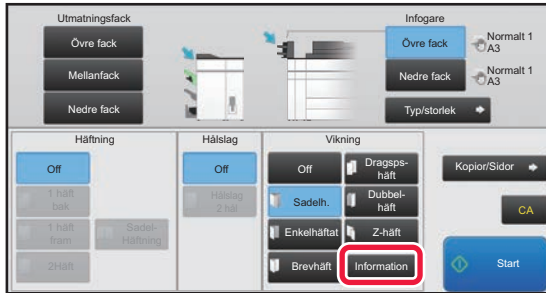 Utmatningsfack
Infogare
Övre fack
Mellanfack
Nedre fack
Övre fack
Normalt 1
A3
Nedre fack
Normalt 1
A3
Typ/storlek
Häftning
Off
1 häft
bak
1 häft
fram
Sadel-
Häftning
2Häft
Hålslag
Off
Hålslag
2 hål
Vikning
Off
Dragsps-
häft
Sadelh.
Dubbel-
häft
Enkelhäftat
Z-häft
Brevhäft
Information
Kopior/Sidor
CA
Start